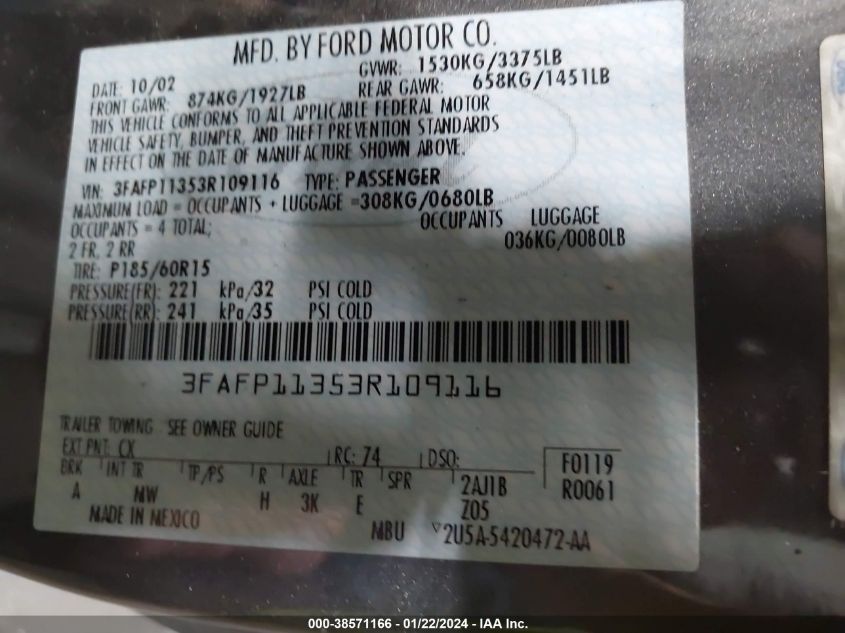 MFD. BY FORD MOTOR CO.
DATE: 10/02 GVWR: 1530KG/3375LB
FRONT GAWR: 874KG/1927LB REAR GAWR: 658KG/1451LB
THIS VEHICLE CONFORMS TO ALL APPLICABLE FEDERAL MOTOR
VEHICLE SAFETY, BUMPER, AND THEFT PREVENTION STANDARDS
IN EFFECT ON THE DATE OF MANUFACTURE SHOWN ABOVE.
VIN: 3FAFP11353R109116 TYPE: PASSENGER
MAXIMUM LOAD = OCCUPANTS + LUGGAGE =308KG/0680LB
OCCUPANTS = 4 TOTAL; OCCUPANTS LUGGAGE
2 FR, 2 RR 036KG/0080LB
TIRE: P185/60R15
PRESSURE(FR): 221 kPa/32 PSI COLD
PRESSURE(RR): 241 kPa/35 PSI COLD
3FAFP11353R109116
TRAILER TOWING SEE OWNER GUIDE
EXT PNT: CX RC: 74 DSO: F0119
BRK INT TR TP/PS R AXLE TR SPR 2AJ1B R0061
A MW H 3K E Z05
MADE IN MEXICO MBU 2U5A-5420472-AA
000-38571166 - 01/22/2024 - IAA Inc.